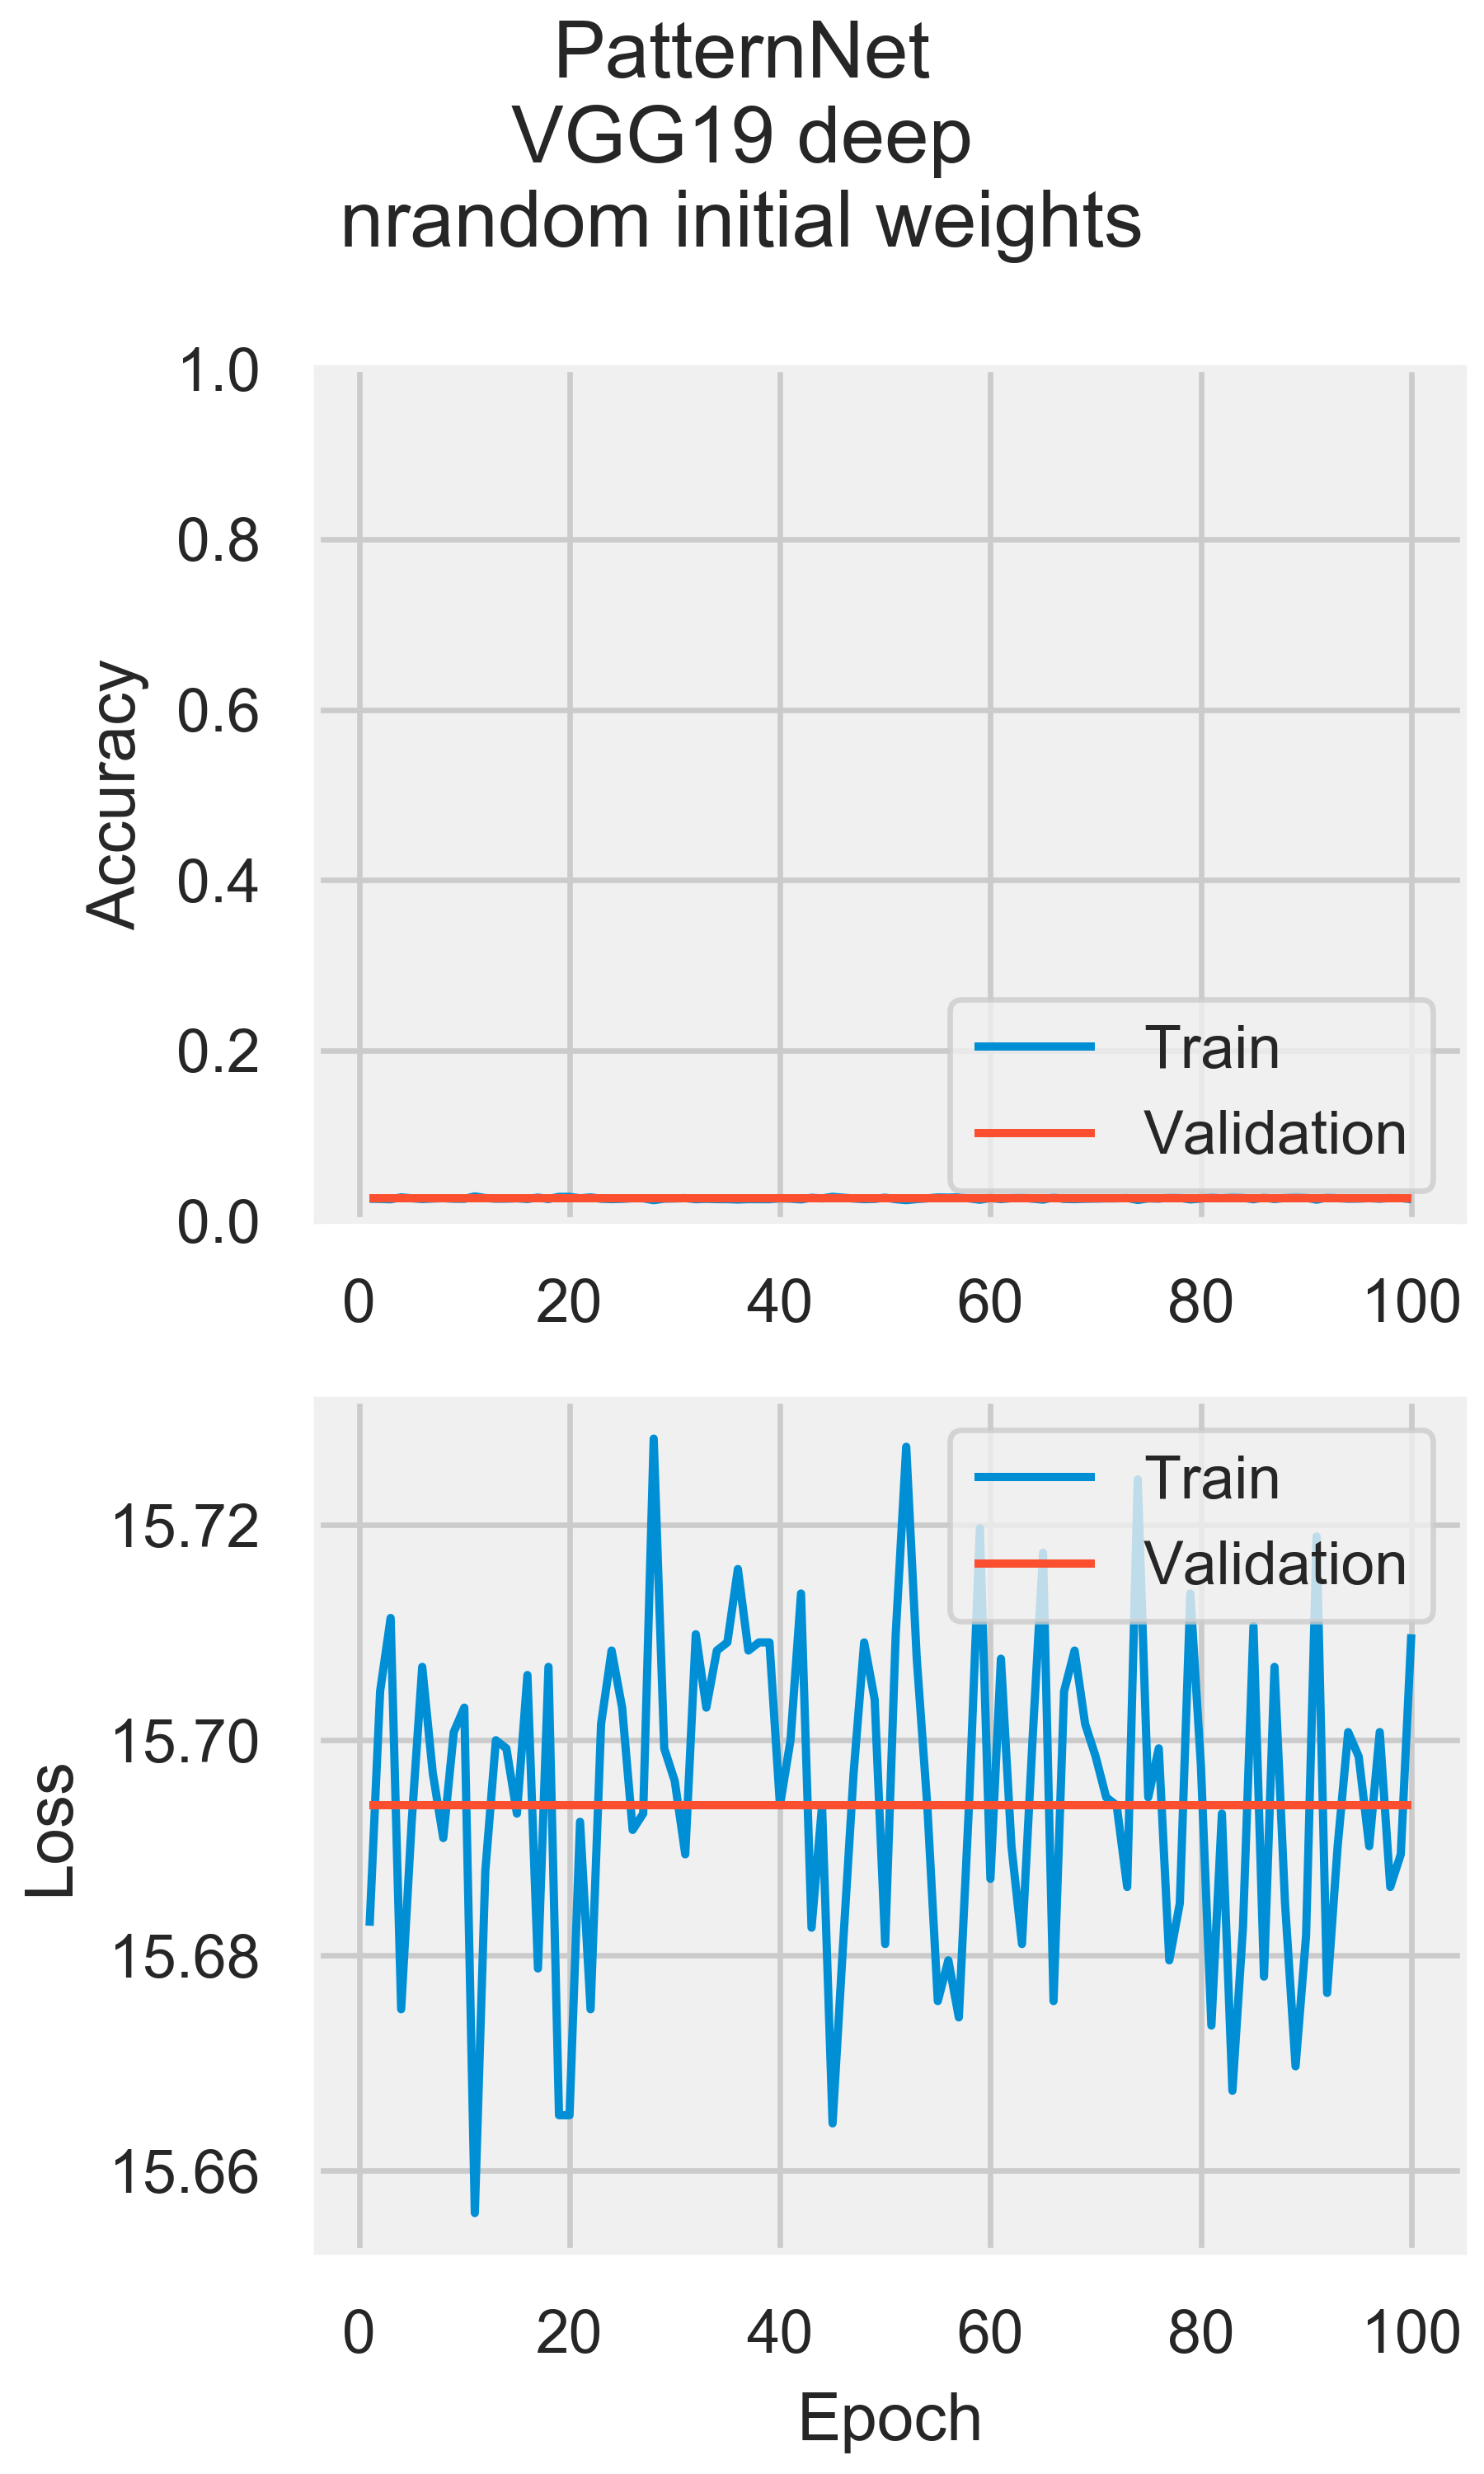 PatternNet
VGG19 deep
nrandom initial weights
1.0
0.8
0.6
0.4
0.2
0.0
Accuracy
Train
Validation
0 20 40 60 80 100
15.72
15.70
15.68
15.66
Loss
Train
Validation
0 20 40 60 80 100
Epoch